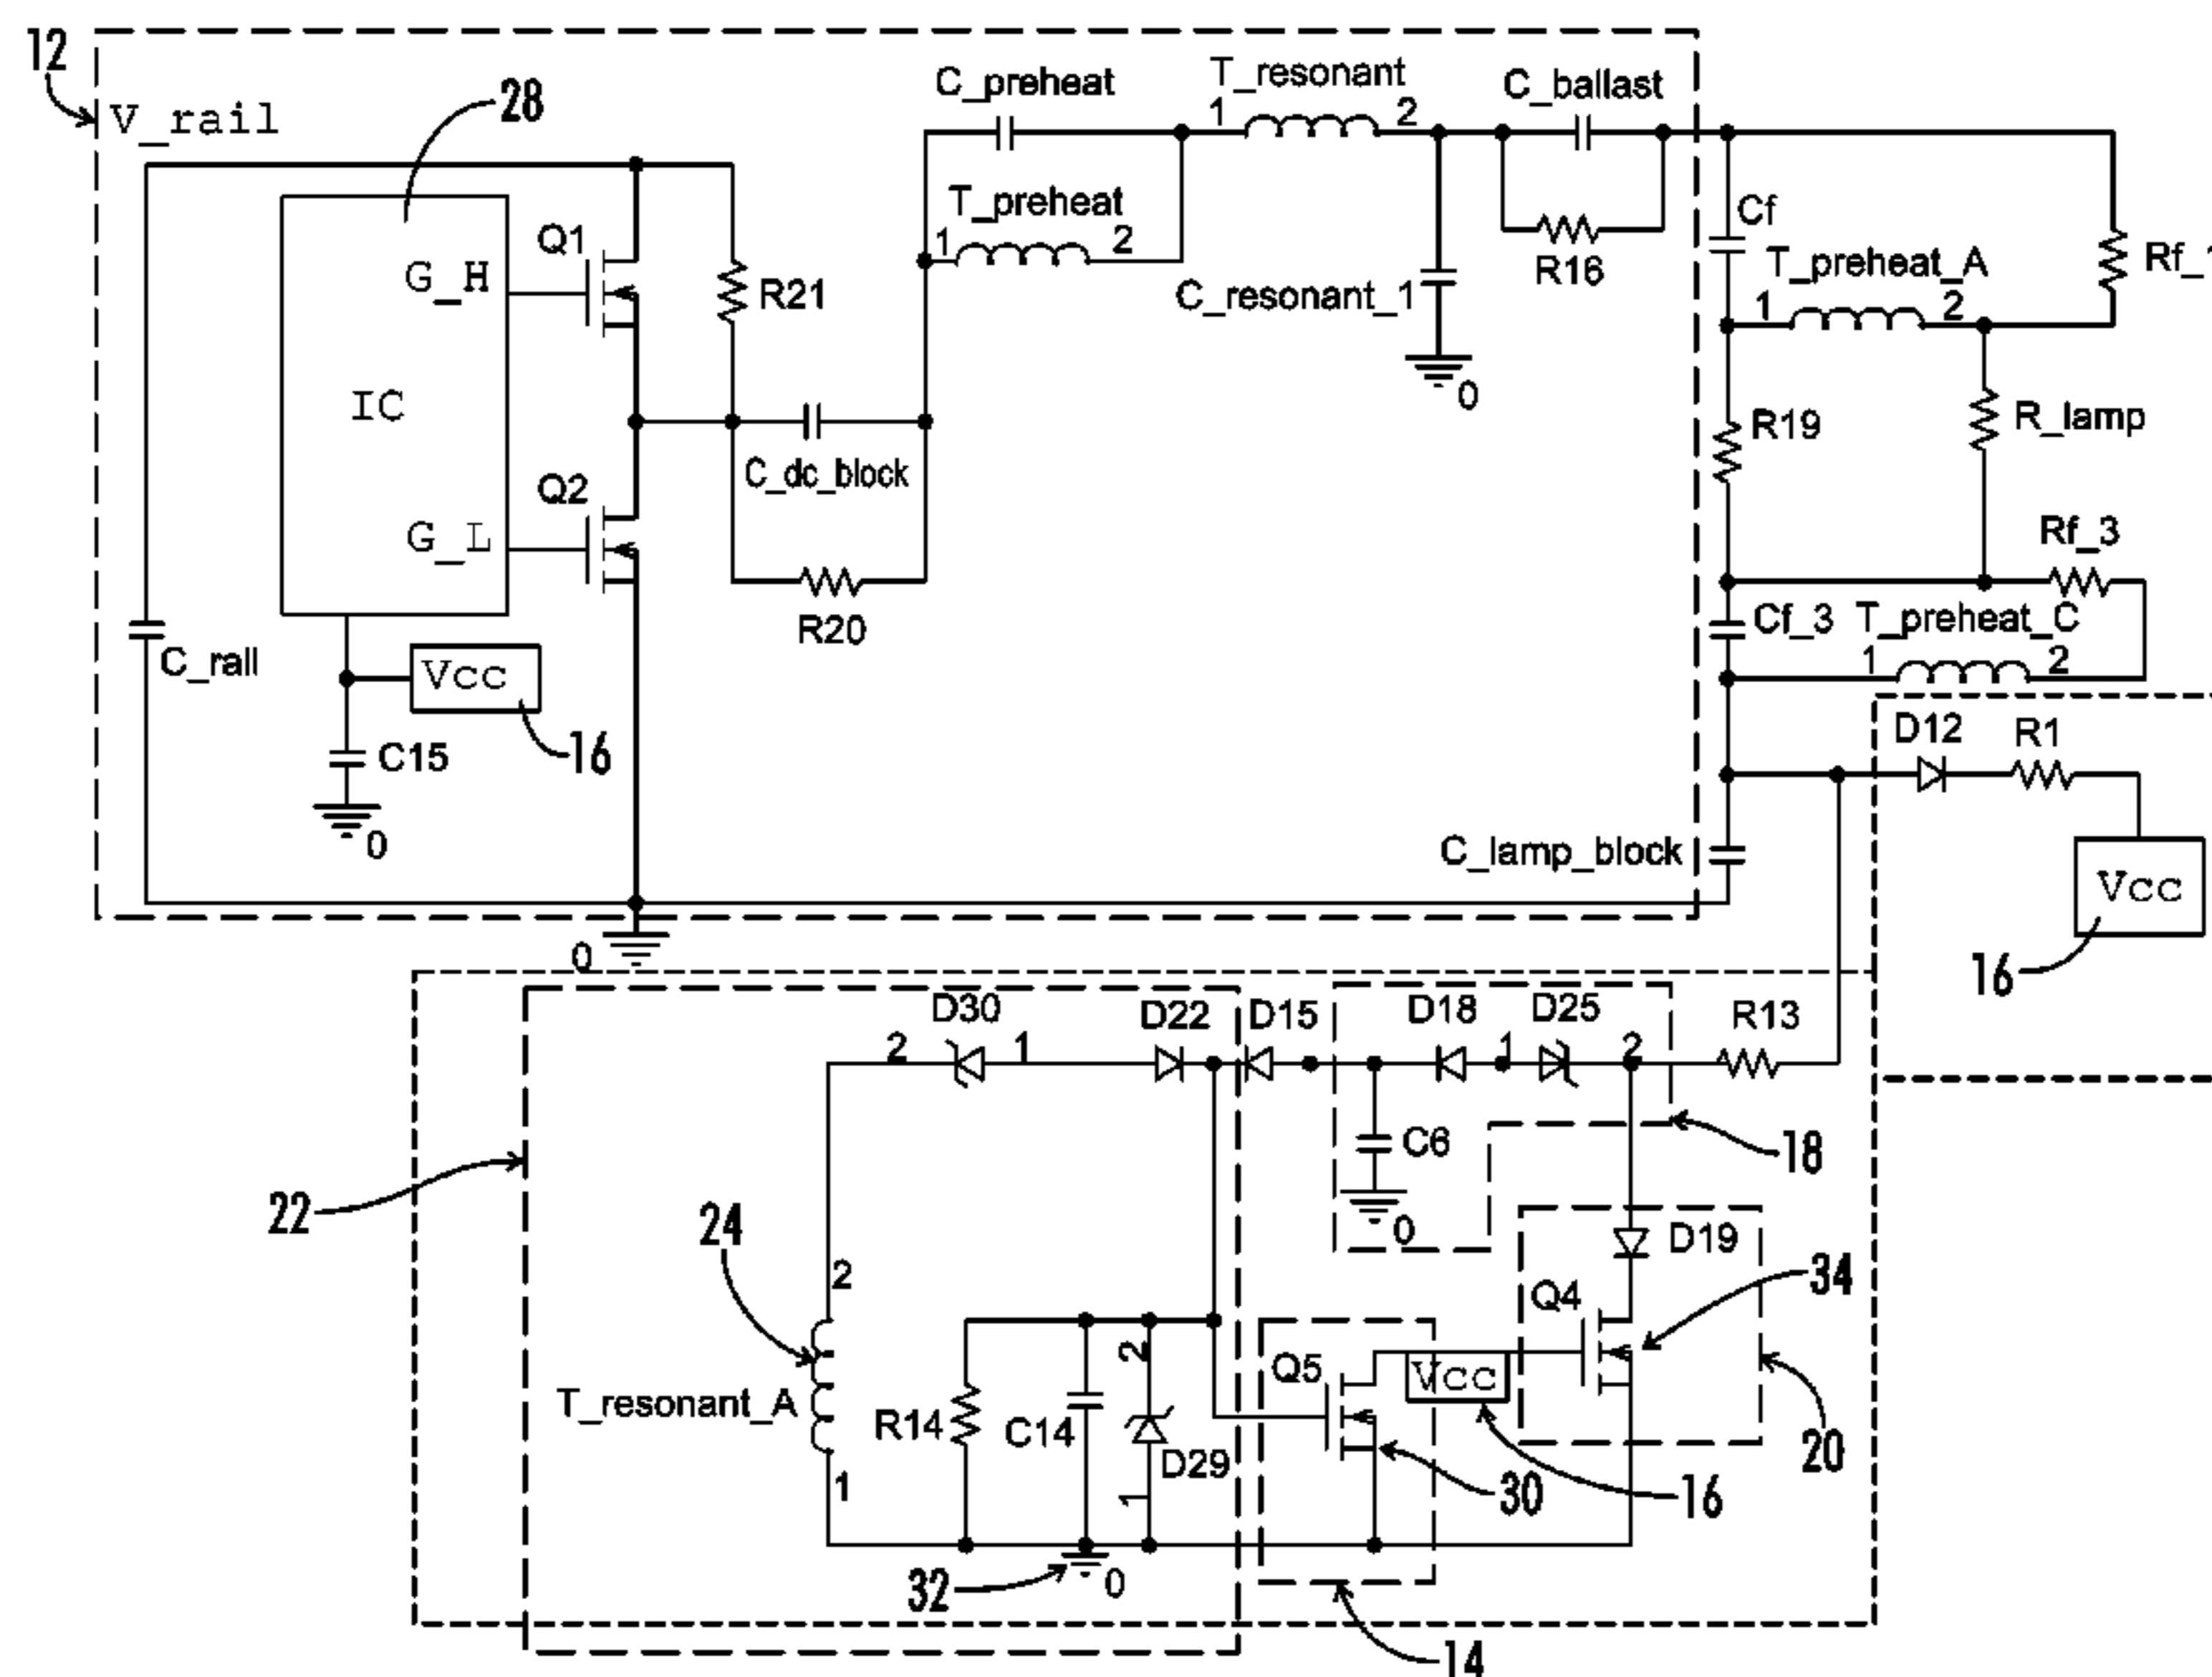 12
V_rail
28
C_preheat
T_resonant
1
2
C_ballast
G_H
Q1
R21
T_preheat
1
2
C_resonant_1
0
R16
Cf
T_preheat_A
1
2
Rf_1
IC
C_dc_block
R19
R_lamp
G_L
Q2
R20
Rf_3
C_rail
Vcc
16
C15
0
Cf_3
T_preheat_C
1
2
D12
R1
C_lamp_block
Vcc
16
0
D30
2
1
D22
D15
D18
D25
1
2
R13
C6
0
18
22
24
2
T_resonant_A
1
R14
C14
2
D29
1
32
0
Q5
Vcc
Q4
D19
34
30
16
20
14